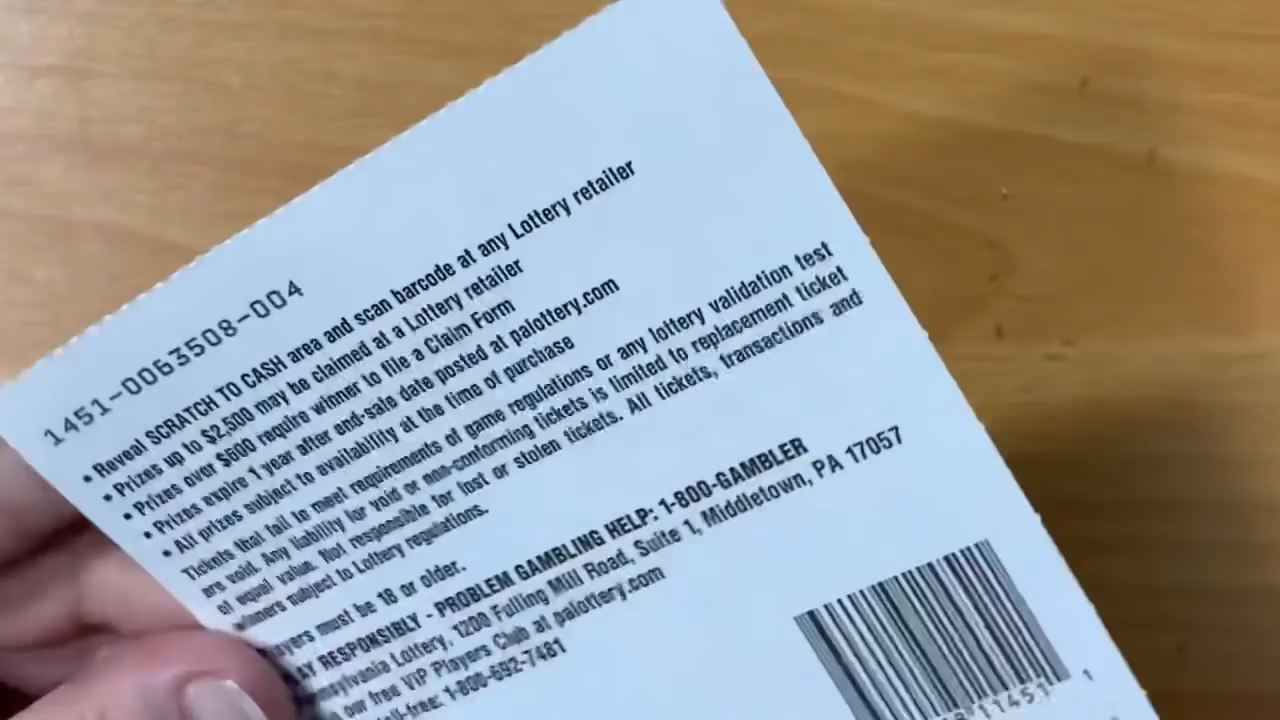 1451-0063508-004
• Reveal SCRATCH TO CASH area and scan barcode at any Lottery retailer
• Prizes up to $2,500 may be claimed at a Lottery retailer
• Prizes over $600 require winner to file a Claim Form
• Prizes expire 1 year after end-sale date posted at palottery.com
• All prizes subject to availability at the time of purchase
Tickets that fail to meet requirements of game regulations or any lottery validation test
are void. Any liability for void or non-conforming tickets is limited to replacement ticket
of equal value. Not responsible for lost or stolen tickets. All tickets, transactions and
winners subject to Lottery regulations.
ayers must be 18 or older.
AY RESPONSIBLY - PROBLEM GAMBLING HELP: 1-800-GAMBLER
nsylvania Lottery, 1200 Fulling Mill Road, Suite 1, Middletown, PA 17057
our free VIP Players Club at palottery.com
oll-free: 1-800-692-7481
11451
1